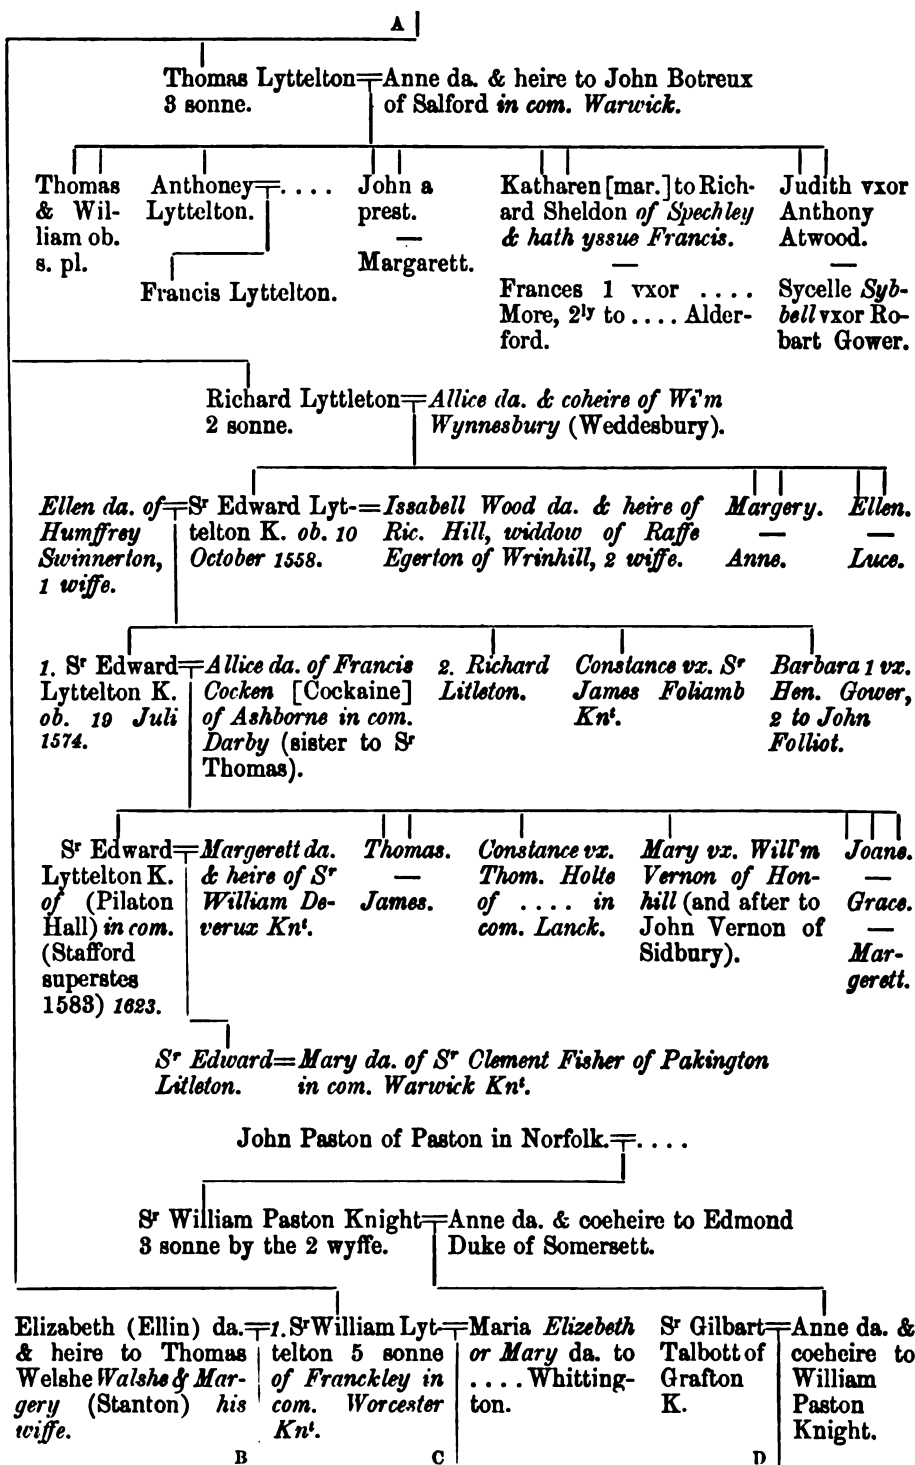 A
Thomas Lyttelton=Anne da. & heire to John Botreux
3 sonne. of Salford in com. Warwick.
Thomas
& Wil-
liam ob.
s. pl.
Anthoney=. . . .
Lyttelton.
Francis Lyttelton.
John a
prest.
—
Margarett.
Katharen [mar.] to Rich-
ard Sheldon of Spechley
& hath yssue Francis.
—
Frances 1 vxor . . . .
More, 2ly to . . . . Alder-
ford.
Judith vxor
Anthony
Atwood.
—
Sycelle Syb-
bell vxor Ro-
bart Gower.
Richard Lyttleton=Allice da. & coheire of Wi'm
2 sonne. Wynnesbury (Weddesbury).
Ellen da. of
Humffrey
Swinnerton,
1 wiffe.
=Sr Edward Lyt-=
telton K. ob. 10
October 1558.
Issabell Wood da. & heire of
Ric. Hill, widdow of Raffe
Egerton of Wrinhill, 2 wiffe.
Margery.
—
Anne.
Ellen.
—
Luce.
1. Sr Edward=
Lyttelton K.
ob. 19 Juli
1574.
Allice da. of Francis
Cocken [Cockaine]
of Ashborne in com.
Darby (sister to Sr
Thomas).
2. Richard
Litleton.
Constance vx. Sr
James Foliamb
Knt.
Barbara 1 vx.
Hen. Gower,
2 to John
Folliot.
Sr Edward=
Lyttelton K.
of (Pilaton
Hall) in com.
(Stafford
superstes
1583) 1623.
Margerett da.
& heire of Sr
William De-
verux Knt.
Thomas.
—
James.
Constance vx.
Thom. Holte
of . . . . in
com. Lanck.
Mary vx. Will'm
Vernon of Hon-
hill (and after to
John Vernon of
Sidbury).
Joane.
—
Grace.
—
Mar-
gerett.
Sr Edward=Mary da. of Sr Clement Fisher of Pakington
Litleton. in com. Warwick Knt.
John Paston of Paston in Norfolk.=. . . .
Sr William Paston Knight=Anne da. & coeheire to Edmond
3 sonne by the 2 wyffe. Duke of Somersett.
Elizabeth (Ellin) da.=
& heire to Thomas
Welshe Walshe & Mar-
gery (Stanton) his
wiffe.
B
1. Sr William Lyt-=
telton 5 sonne
of Franckley in
com. Worcester
Knt.
C
Maria Elizebeth
or Mary da. to
. . . . Whitting-
ton.
Sr Gilbart=
Talbott of
Grafton
K.
D
Anne da. &
coeheire to
William
Paston
Knight.